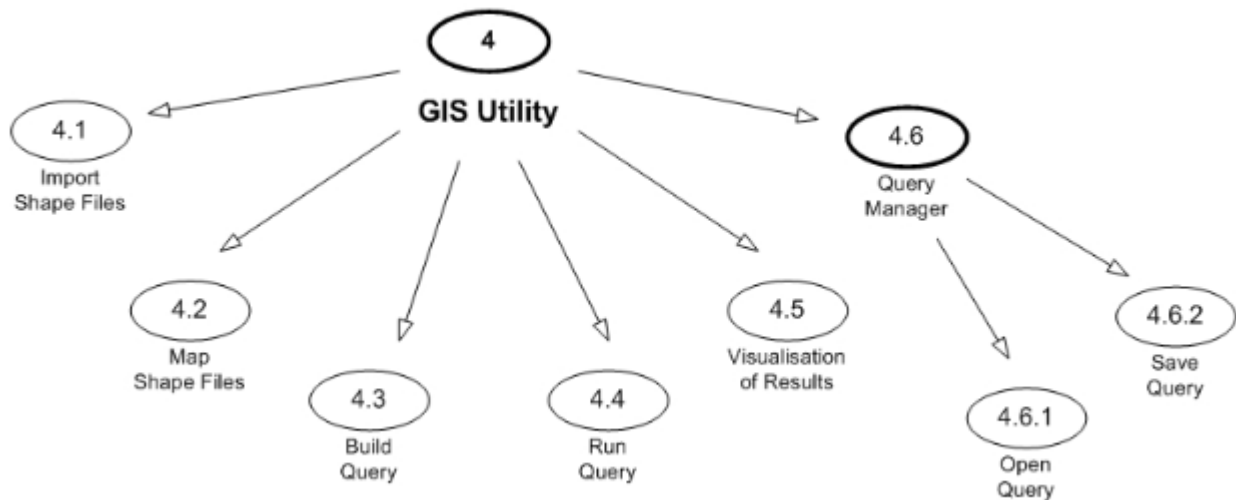 4
GIS Utility
4.1
Import
Shape Files
4.2
Map
Shape Files
4.3
Build
Query
4.4
Run
Query
4.5
Visualisation
of Results
4.6
Query
Manager
4.6.1
Open
Query
4.6.2
Save
Query